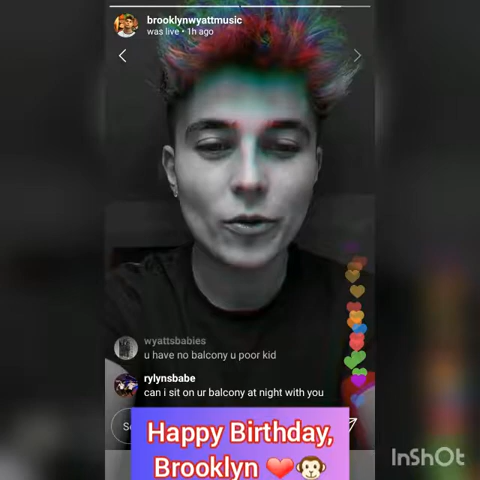 brooklynwyattmusic
was live • 1h ago
wyattsbabies
u have no balcony u poor kid
rylynsbabe
can i sit on ur balcony at night with you
Happy Birthday,
Brooklyn ❤️🐵
InShOt